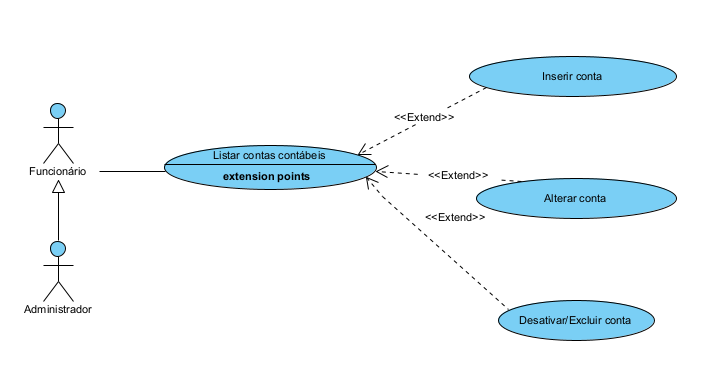 Inserir conta
<<Extend>>
Listar contas contábeis
extension points
Funcionário
<<Extend>>
Alterar conta
<<Extend>>
Administrador
Desativar/Excluir conta